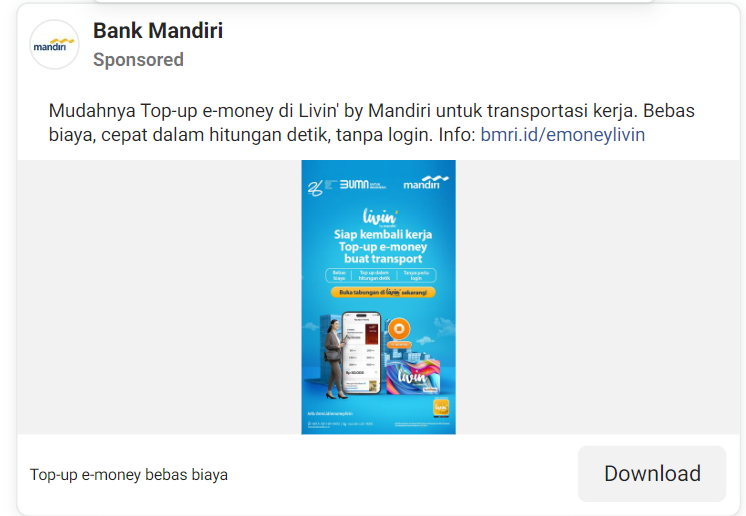 Bank Mandiri
mandiri
Sponsored
Mudahnya Top-up e-money di Livin' by Mandiri untuk transportasi kerja. Bebas
biaya, cepat dalam hitungan detik, tanpa login. Info: bmri.id/emoneylivin
26 BUMN mandiri
livin'
Siap kembali kerja
Top-up e-money
buat transport
Bebas biaya
Top up dalam hitungan detik
Tanpa perlu login
Buka tabungan di livin' sekarang!
livin'
Top-up e-money bebas biaya
Download